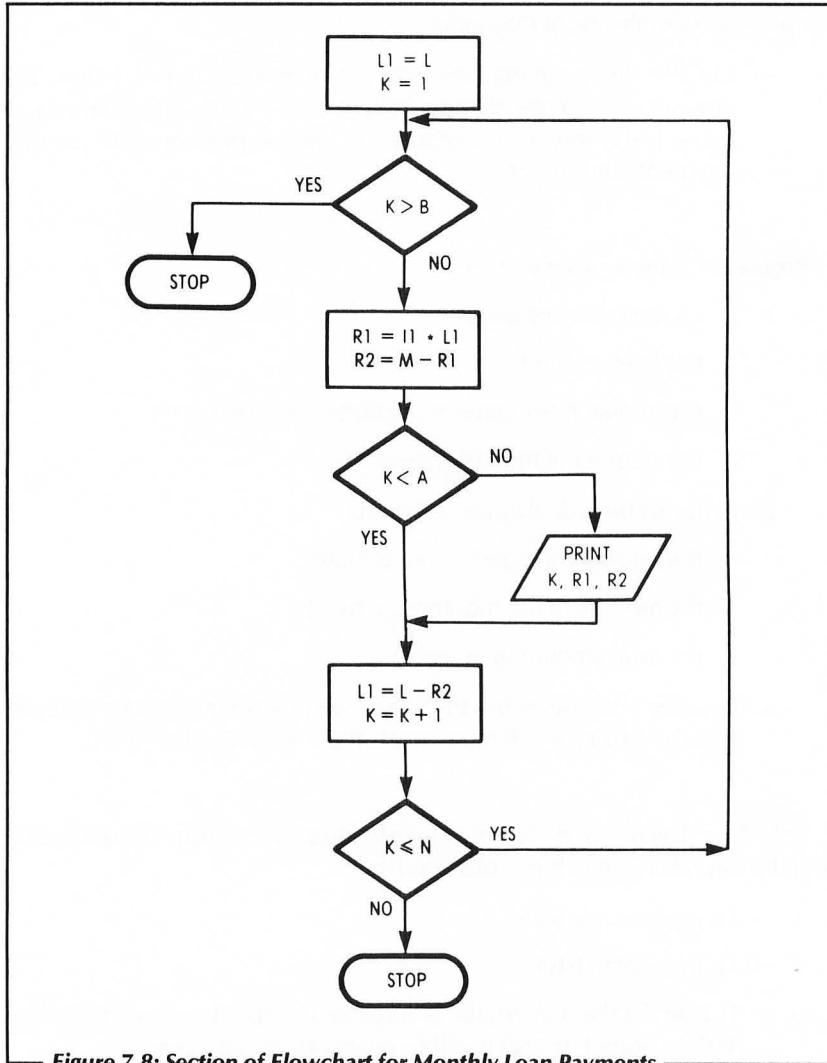 L1 = L
K = 1
YES
K > B
STOP
NO
R1 = I1 * L1
R2 = M – R1
K < A
NO
YES
PRINT
K, R1, R2
L1 = L – R2
K = K + 1
K ⩽ N
YES
NO
STOP
Figure 7.8: Section of Flowchart for Monthly Loan Payments